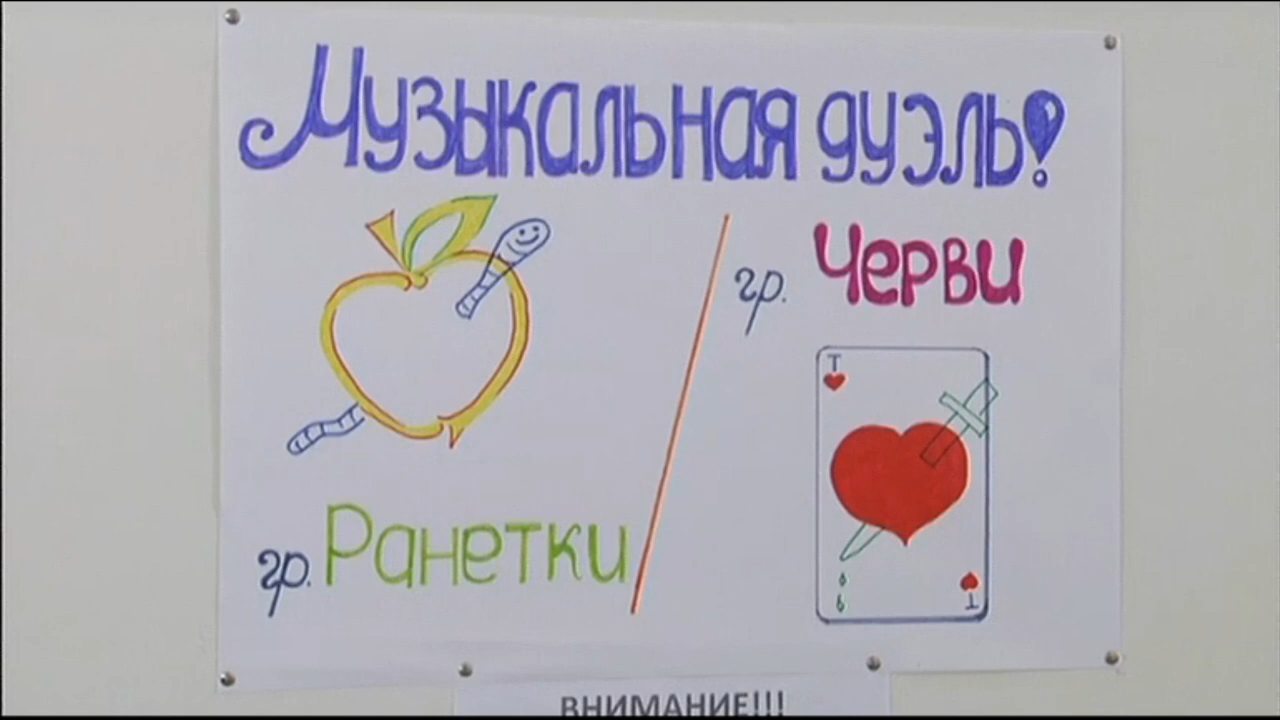 Музыкальная дуэль!
гр. Черви
Т
Т
гр. Ранетки
ВНИМАНИЕ!!!